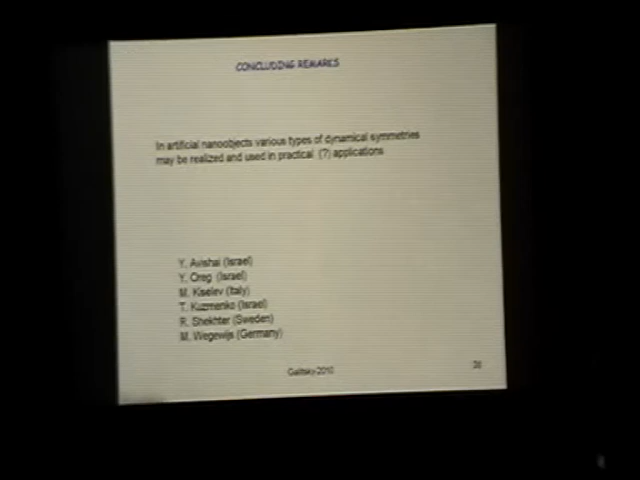 CONCLUDING REMARKS
In artificial nanoobjects various types of dynamical symmetries
may be realized and used in practical (?) applications
Y. Avishai (Israel)
Y. Oreg (Israel)
M. Kiselev (Italy)
T. Kuzmenko (Israel)
R. Shekhter (Sweden)
M. Wegewijs (Germany)
Galitsky-2010